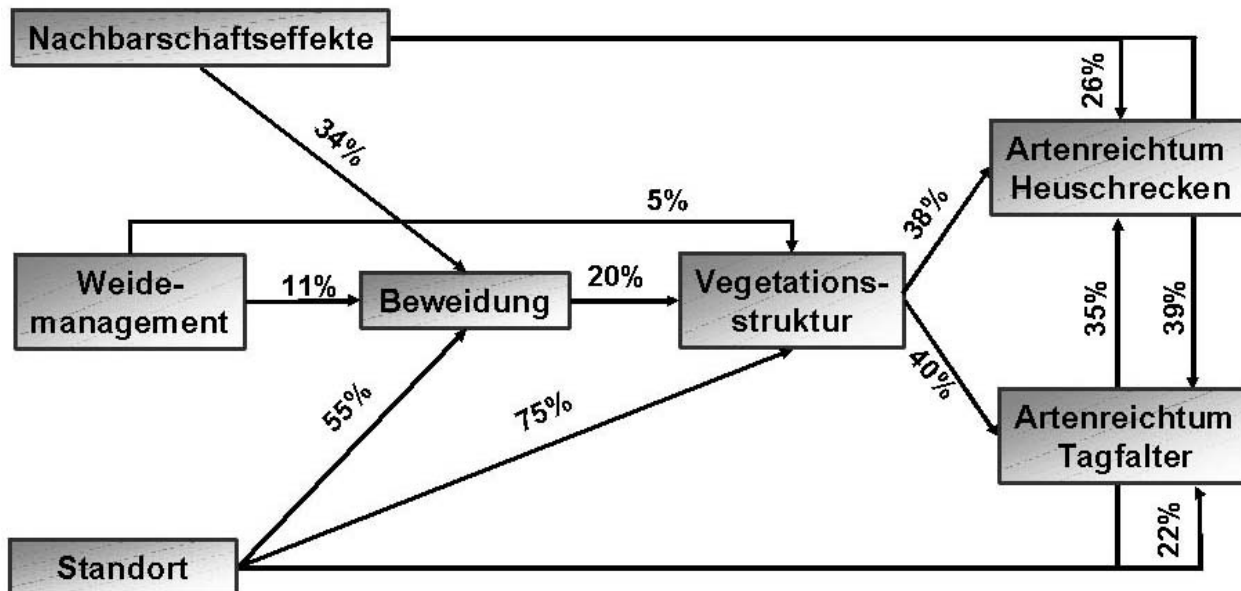 Nachbarschaftseffekte
26%
34%
Artenreichtum
Heuschrecken
5%
38%
Weide-
management
11%
Beweidung
20%
Vegetations-
struktur
35%
39%
40%
55%
75%
Artenreichtum
Tagfalter
22%
Standort